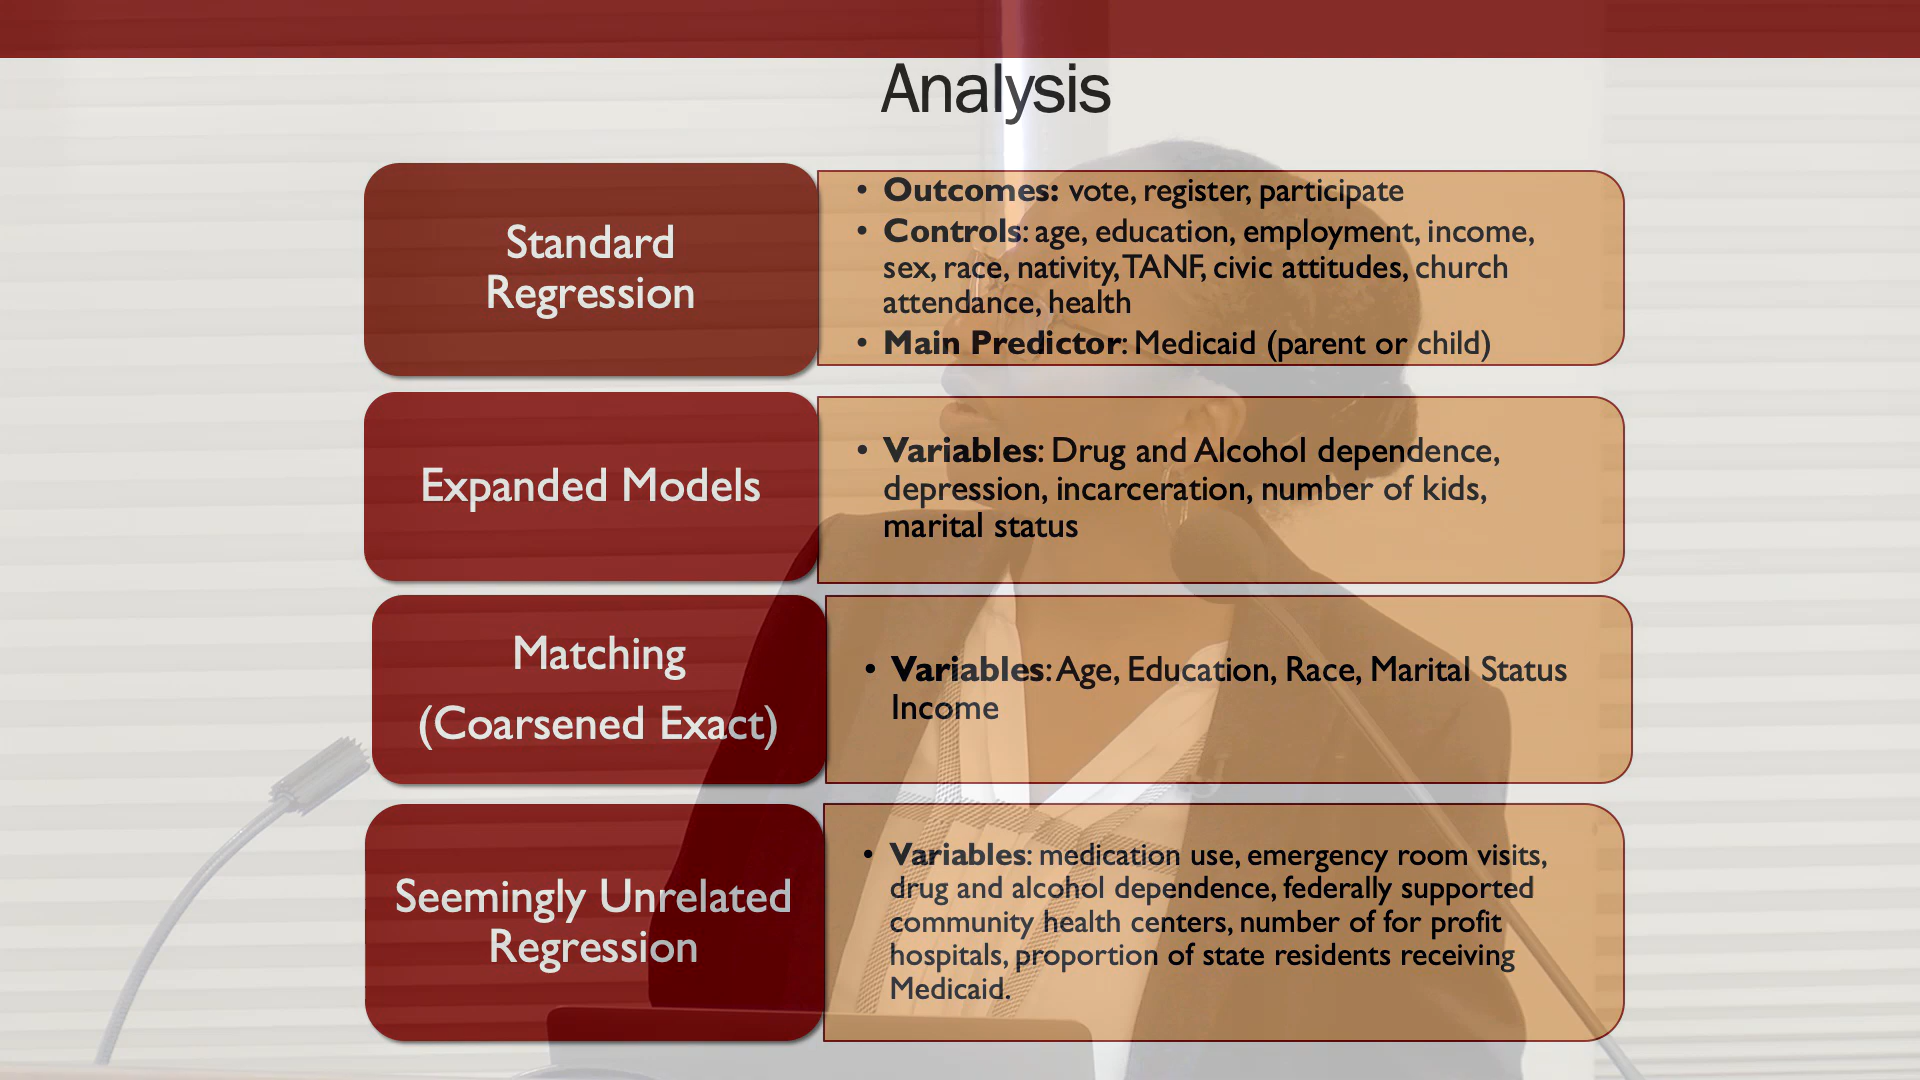 Analysis
Standard
Regression
• Outcomes: vote, register, participate
• Controls: age, education, employment, income,
sex, race, nativity, TANF, civic attitudes, church
attendance, health
• Main Predictor: Medicaid (parent or child)
Expanded Models
• Variables: Drug and Alcohol dependence,
depression, incarceration, number of kids,
marital status
Matching
(Coarsened Exact)
• Variables: Age, Education, Race, Marital Status
Income
Seemingly Unrelated
Regression
• Variables: medication use, emergency room visits,
drug and alcohol dependence, federally supported
community health centers, number of for profit
hospitals, proportion of state residents receiving
Medicaid.